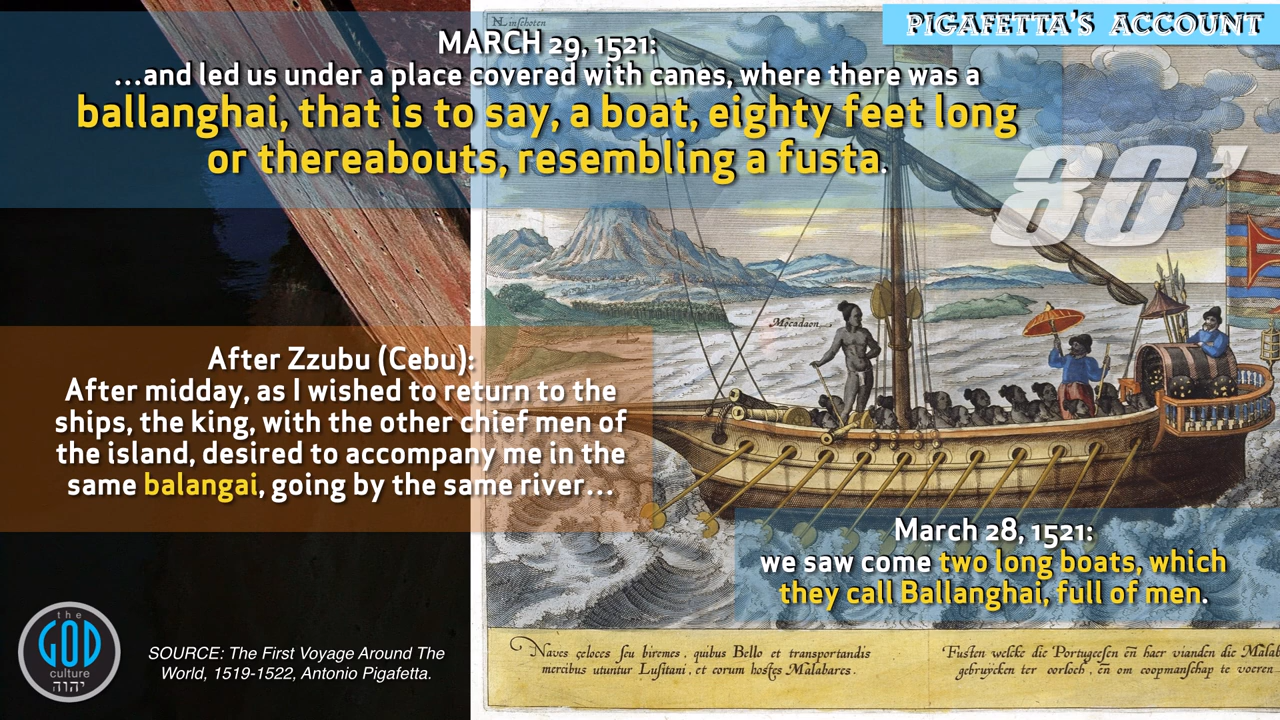 PIGAFETTA'S ACCOUNT
MARCH 29, 1521:
...and led us under a place covered with canes, where there was a
ballanghai, that is to say, a boat, eighty feet long
or thereabouts, resembling a fusta.
80'
Mocadaon
After Zzubu (Cebu):
After midday, as I wished to return to the
ships, the king, with the other chief men of
the island, desired to accompany me in the
same balangai, going by the same river...
March 28, 1521:
we saw come two long boats, which
they call Ballanghai, full of men.
the
GOD
culture
יהוה
SOURCE: The First Voyage Around The
World, 1519-1522, Antonio Pigafetta.
Naves çeloces seu biremes, quibus Bello et transportandis
mercibus utuntur Lusitani, et eorum hostes Malabares.
Fusten welcke die Portugeesen en haer vianden die Malab
gebruÿcken ter oorloch, en om coopmanschap te voeren